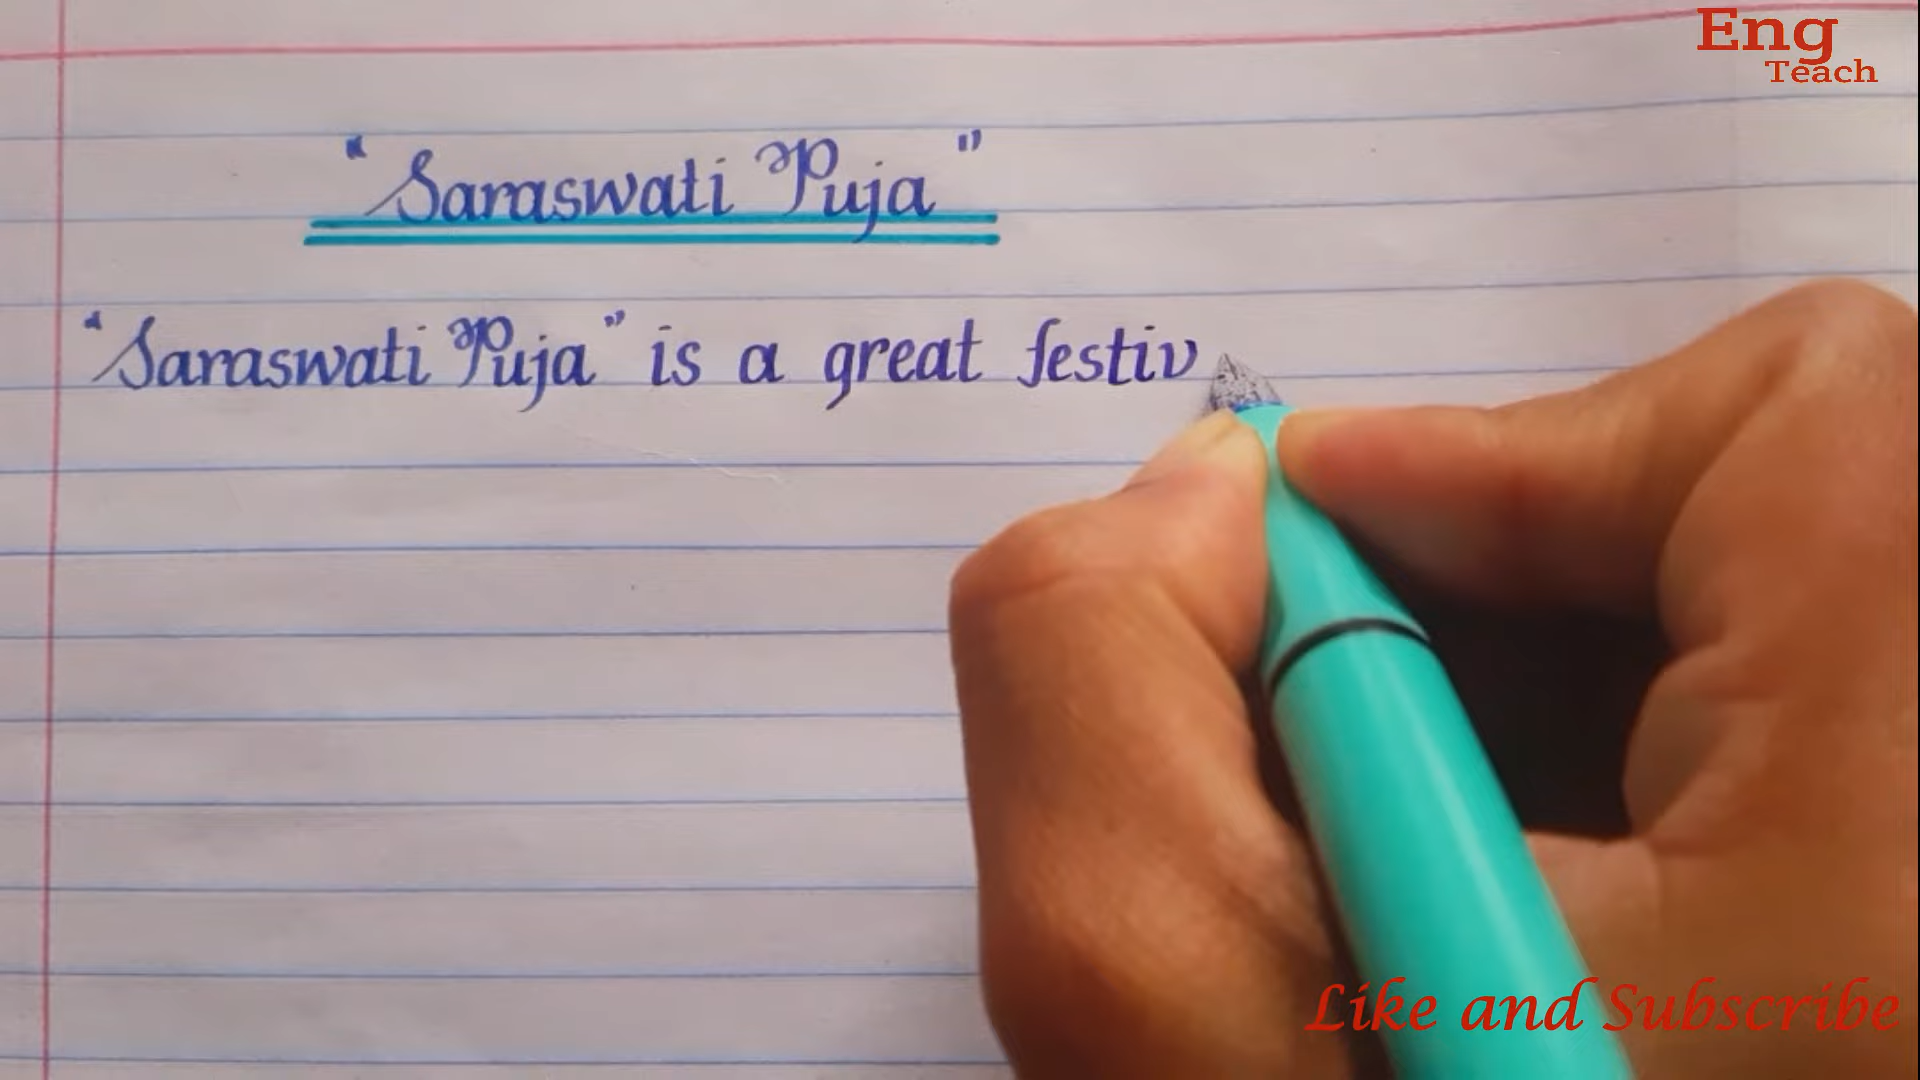 Eng
Teach
"Saraswati Puja"
"Saraswati Puja" is a great festiv
Like and Subscribe